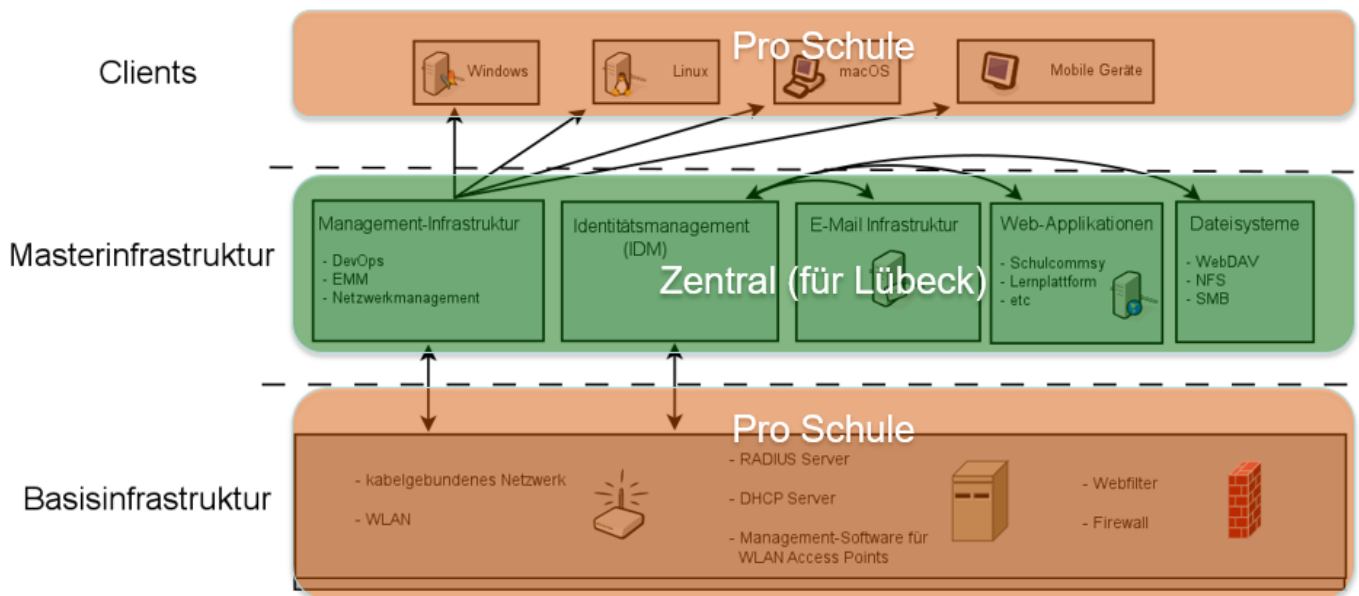 Clients
Pro Schule
Windows
Linux
macOS
Mobile Geräte
Masterinfrastruktur
Management-Infrastruktur
- DevOps
- EMM
- Netzwerkmanagement
Identitätsmanagement
(IDM)
E-Mail Infrastruktur
Web-Applikationen
- Schulcommsy
- Lernplattform
- etc
Dateisysteme
- WebDAV
- NFS
- SMB
Zentral (für Lübeck)
Basisinfrastruktur
Pro Schule
- kabelgebundenes Netzwerk
- WLAN
- RADIUS Server
- DHCP Server
- Management-Software für
WLAN Access Points
- Webfilter
- Firewall